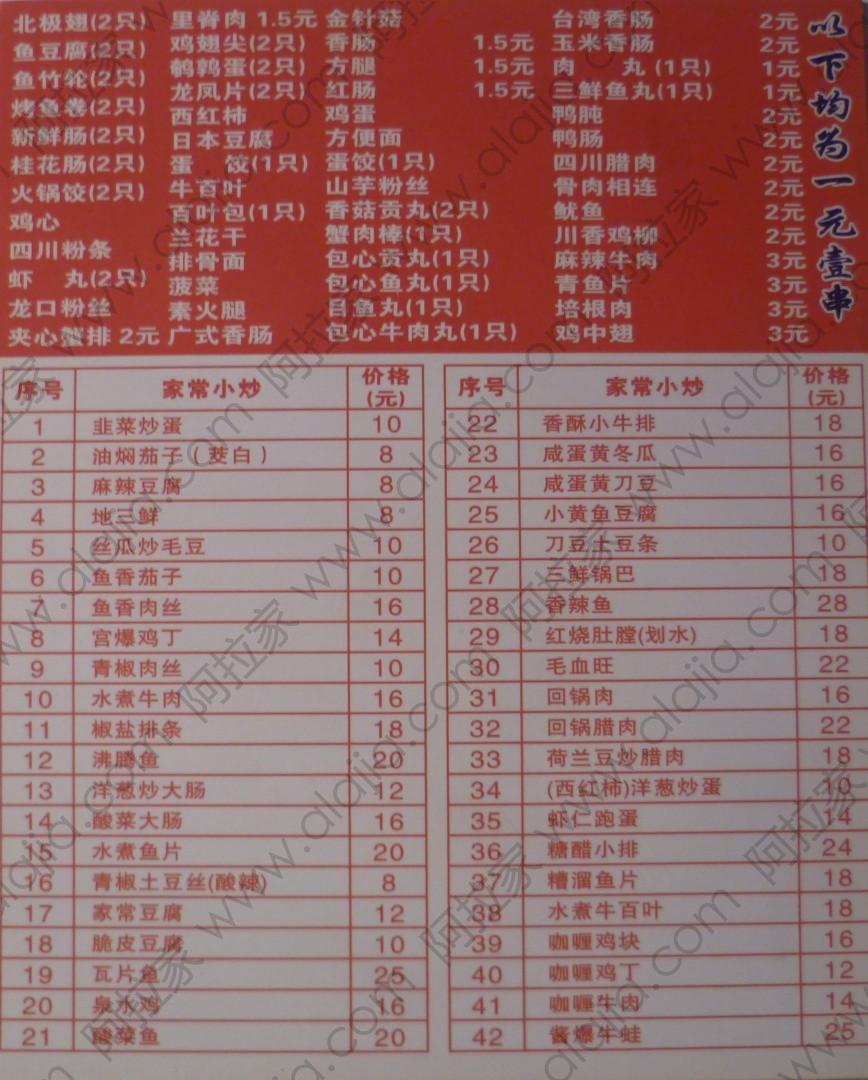 北极翅(2只)
鱼豆腐(2只)
鱼竹轮(2只)
烤鱼卷(2只)
新鲜肠(2只)
桂花肠(2只)
火锅饺(2只)
鸡心
四川粉条
虾 丸(2只)
龙口粉丝
夹心蟹排 2元
里脊肉 1.5元
鸡翅尖(2只)
鹌鹑蛋(2只)
龙凤片(2只)
西红柿
日本豆腐
蛋 饺(1只)
牛百叶
百叶包(1只)
兰花干
排骨面
菠菜
素火腿
广式香肠
金针菇
香肠 1.5元
方腿 1.5元
红肠 1.5元
鸡蛋
方便面
蛋饺(1只)
山芋粉丝
香菇贡丸(2只)
蟹肉棒(1只)
包心贡丸(1只)
包心鱼丸(1只)
目鱼丸(1只)
包心牛肉丸(1只)
台湾香肠 2元
玉米香肠 2元
肉 丸(1只) 1元
三鲜鱼丸(1只) 1元
鸭肫 2元
鸭肠 2元
四川腊肉 2元
骨肉相连 2元
鱿鱼 2元
川香鸡柳 2元
麻辣牛肉 3元
青鱼片 3元
培根肉 3元
鸡中翅 3元
以下均为一元壹串
序号 家常小炒 价格(元)
1 韭菜炒蛋 10
2 油焖茄子(茭白) 8
3 麻辣豆腐 8
4 地三鲜 8
5 丝瓜炒毛豆 10
6 鱼香茄子 10
7 鱼香肉丝 16
8 宫爆鸡丁 14
9 青椒肉丝 10
10 水煮牛肉 16
11 椒盐排条 18
12 沸腾鱼 20
13 洋葱炒大肠 12
14 酸菜大肠 16
15 水煮鱼片 20
16 青椒土豆丝(酸辣) 8
17 家常豆腐 12
18 脆皮豆腐 10
19 瓦片鱼 25
20 泉水鸡 16
21 酸菜鱼 20
序号 家常小炒 价格(元)
22 香酥小牛排 18
23 咸蛋黄冬瓜 16
24 咸蛋黄刀豆 16
25 小黄鱼豆腐 16
26 刀豆土豆条 10
27 三鲜锅巴 18
28 香辣鱼 28
29 红烧肚膛(划水) 18
30 毛血旺 22
31 回锅肉 16
32 回锅腊肉 22
33 荷兰豆炒腊肉 18
34 (西红柿)洋葱炒蛋 10
35 虾仁跑蛋 14
36 糖醋小排 24
37 糟溜鱼片 18
38 水煮牛百叶 18
39 咖喱鸡块 16
40 咖喱鸡丁 12
41 咖喱牛肉 14
42 酱爆牛蛙 25
阿拉家 www.alajia.com